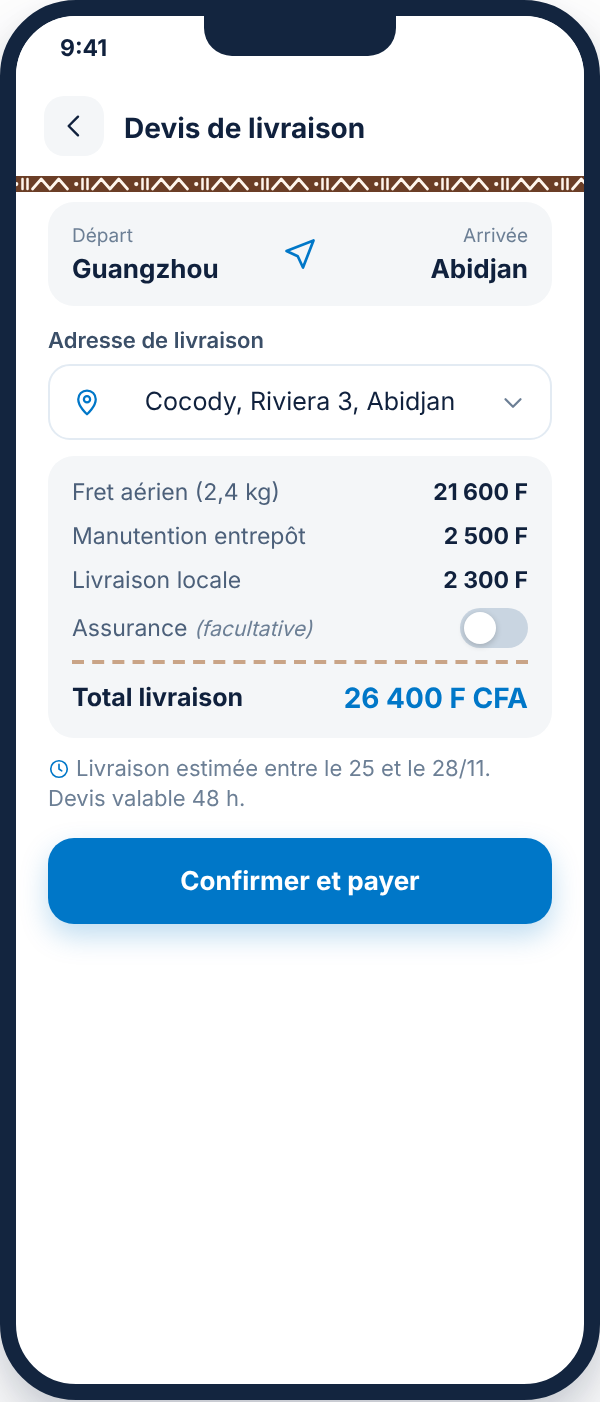 9:41
Devis de livraison
Départ
Arrivée
Guangzhou
Abidjan
Adresse de livraison
Cocody, Riviera 3, Abidjan
Fret aérien (2,4 kg) 21 600 F
Manutention entrepôt 2 500 F
Livraison locale 2 300 F
Assurance (facultative)
Total livraison 26 400 F CFA
Livraison estimée entre le 25 et le 28/11.
Devis valable 48 h.
Confirmer et payer